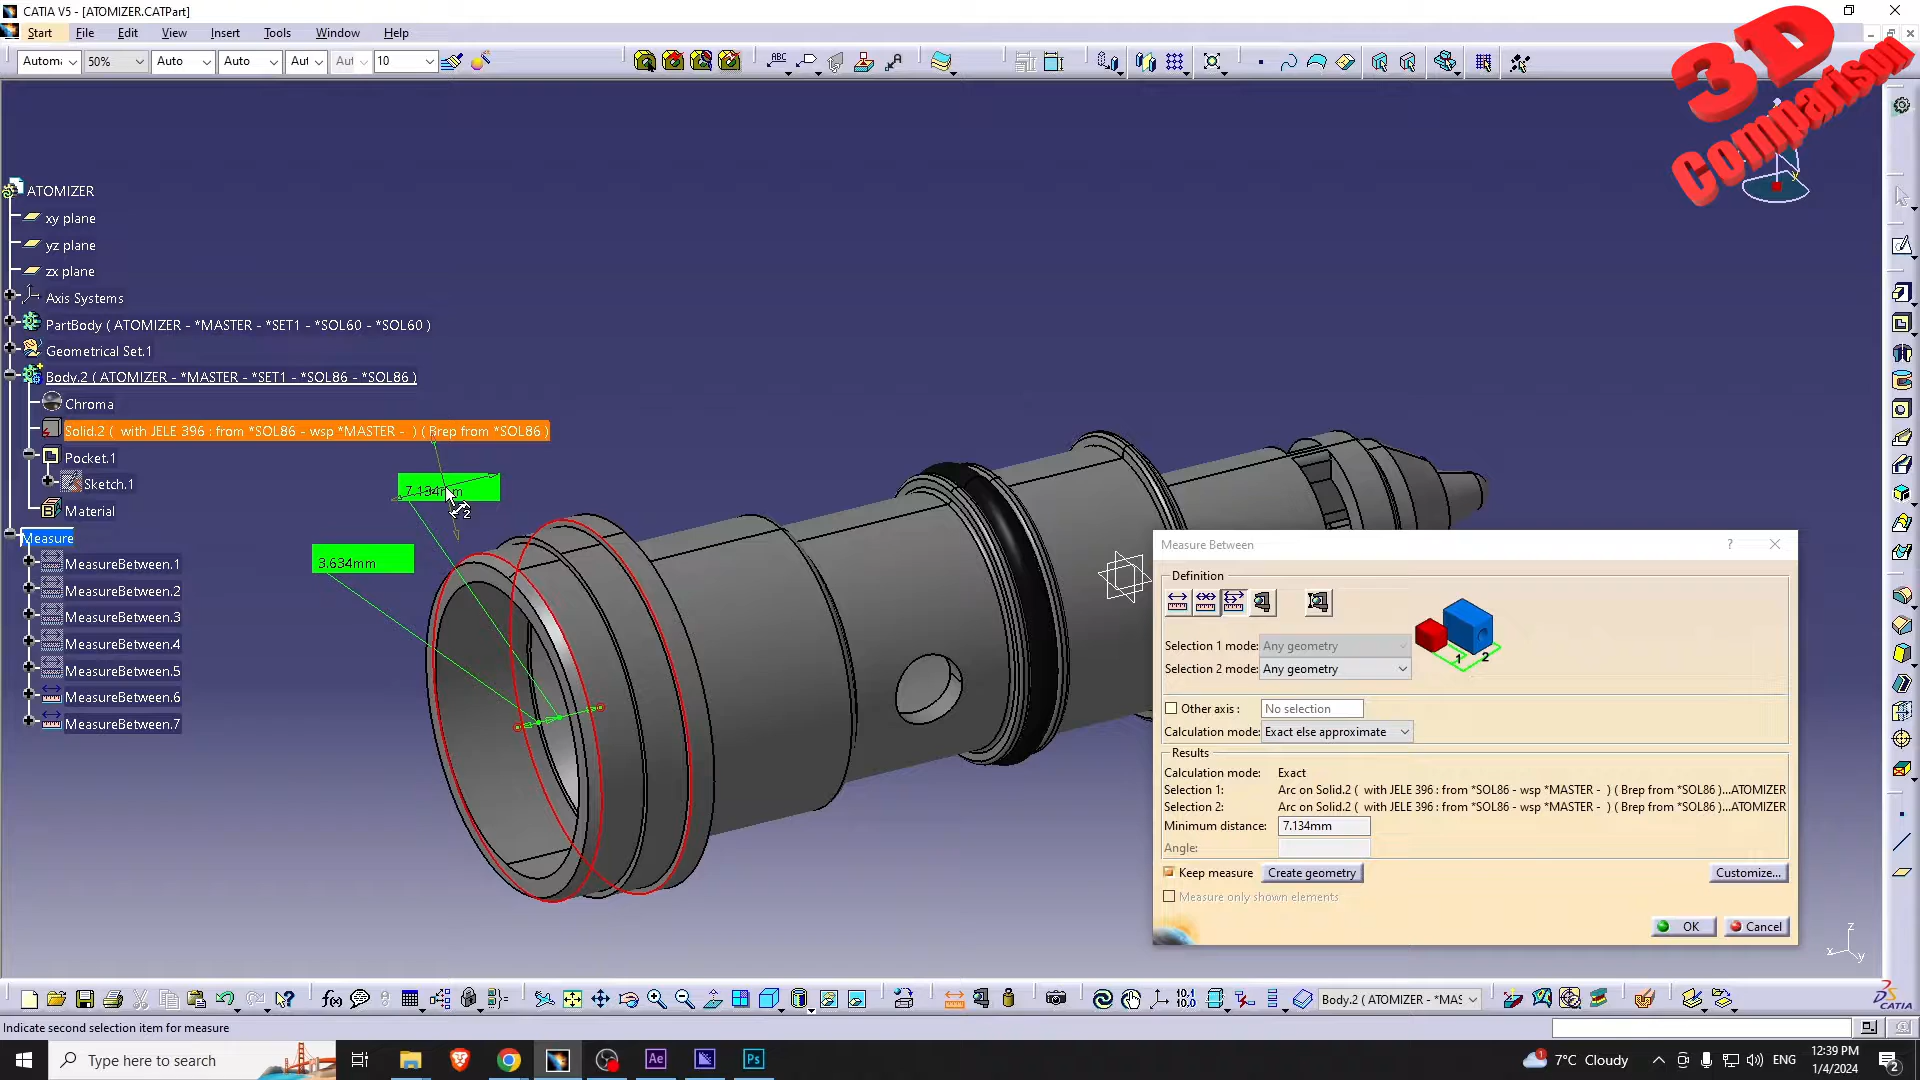 CATIA V5 - [ATOMIZER.CATPart]
Start File Edit View Insert Tools Window Help
Automa 50% Auto Auto Aut Aut 10
3D
Comparison
ATOMIZER
xy plane
yz plane
zx plane
Axis Systems
PartBody ( ATOMIZER - *MASTER - *SET1 - *SOL60 - *SOL60 )
Geometrical Set.1
Body.2 ( ATOMIZER - *MASTER - *SET1 - *SOL86 - *SOL86 )
Chroma
Solid.2 ( with JELE 396 : from *SOL86 - wsp *MASTER - ) ( Brep from *SOL86 )
Pocket.1
Sketch.1
Material
Measure
MeasureBetween.1
MeasureBetween.2
MeasureBetween.3
MeasureBetween.4
MeasureBetween.5
MeasureBetween.6
MeasureBetween.7
7.134mm
3.634mm
Measure Between ?
Definition
Selection 1 mode: Any geometry
Selection 2 mode: Any geometry
1 2
Other axis : No selection
Calculation mode: Exact else approximate
Results
Calculation mode: Exact
Selection 1: Arc on Solid.2 ( with JELE 396 : from *SOL86 - wsp *MASTER - ) ( Brep from *SOL86 )...ATOMIZER
Selection 2: Arc on Solid.2 ( with JELE 396 : from *SOL86 - wsp *MASTER - ) ( Brep from *SOL86 )...ATOMIZER
Minimum distance: 7.134mm
Angle:
Keep measure Create geometry Customize...
Measure only shown elements
OK Cancel
z
x y
Body.2 ( ATOMIZER - *MAS
CATIA
Indicate second selection item for measure
Type here to search
7°C Cloudy
ENG
12:39 PM
1/4/2024
2